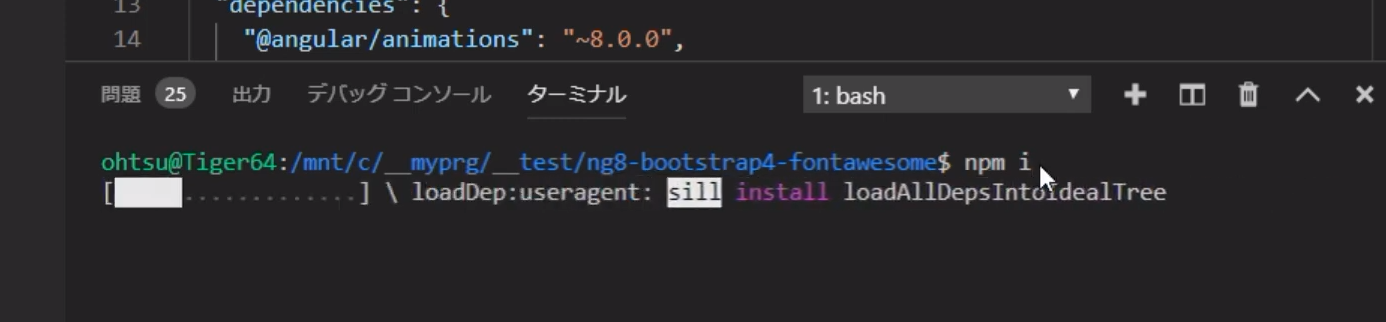 13 "dependencies": {
14 "@angular/animations": "~8.0.0",
問題 25 出力 デバッグ コンソール ターミナル 1: bash
ohtsu@Tiger64:/mnt/c/__myprg/__test/ng8-bootstrap4-fontawesome$ npm i
[ .............] \ loadDep:useragent: sill install loadAllDepsIntoIdealTree